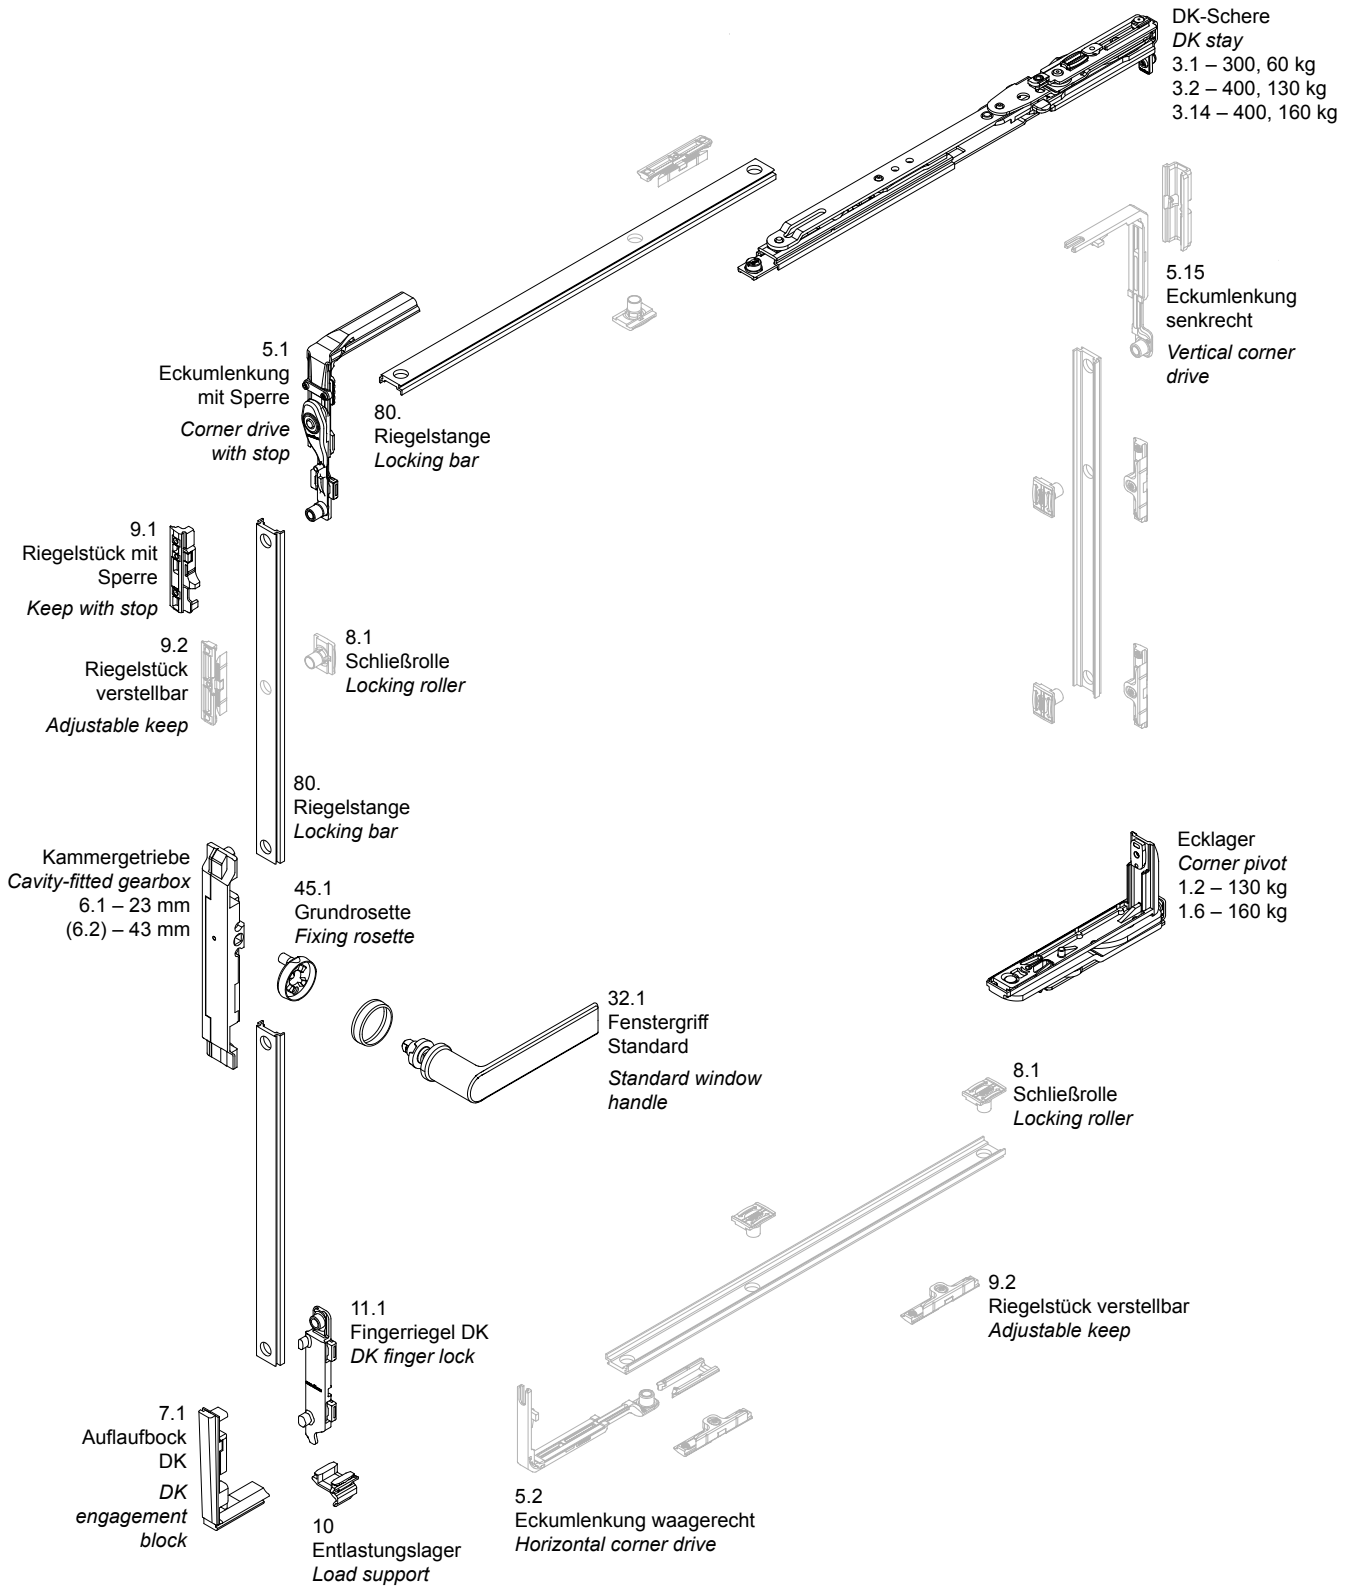 DK-Schere
DK stay
3.1 – 300, 60 kg
3.2 – 400, 130 kg
3.14 – 400, 160 kg
5.15
Eckumlenkung
senkrecht
Vertical corner
drive
5.1
Eckumlenkung
mit Sperre
Corner drive
with stop
80.
Riegelstange
Locking bar
9.1
Riegelstück mit
Sperre
Keep with stop
9.2
Riegelstück
verstellbar
Adjustable keep
8.1
Schließrolle
Locking roller
80.
Riegelstange
Locking bar
Kammergetriebe
Cavity-fitted gearbox
6.1 – 23 mm
(6.2) – 43 mm
45.1
Grundrosette
Fixing rosette
Ecklager
Corner pivot
1.2 – 130 kg
1.6 – 160 kg
32.1
Fenstergriff
Standard
Standard window
handle
8.1
Schließrolle
Locking roller
9.2
Riegelstück verstellbar
Adjustable keep
11.1
Fingerriegel DK
DK finger lock
7.1
Auflaufbock
DK
DK
engagement
block
10
Entlastungslager
Load support
5.2
Eckumlenkung waagerecht
Horizontal corner drive